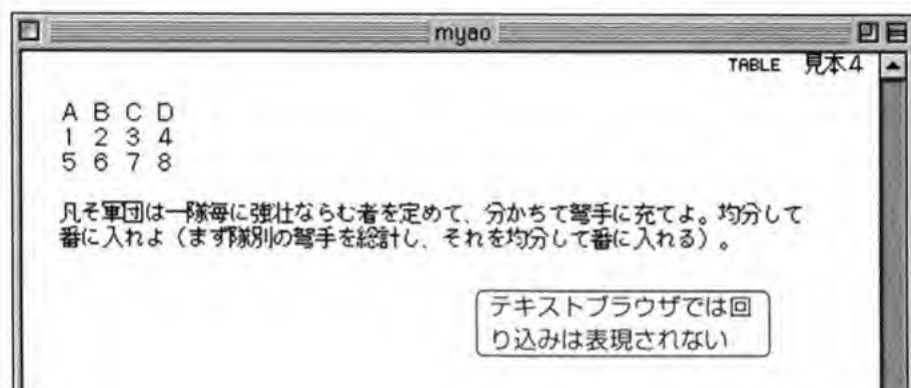 myao
TABLE 見本4
A B C D
1 2 3 4
5 6 7 8
凡そ軍団は一隊毎に強壮ならむ者を定めて、分かちて弩手に充てよ。均分して
番に入れよ（まず隊別の弩手を総計し、それを均分して番に入れる）。
テキストブラウザでは回
り込みは表現されない